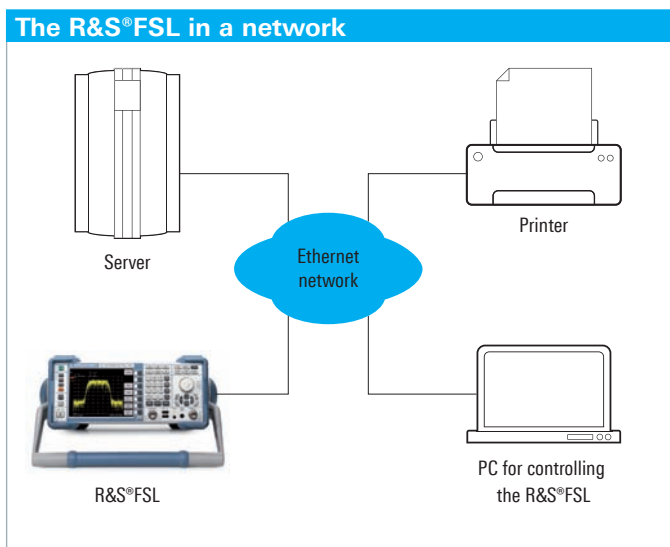 The R&S®FSL in a network
Server
Printer
Ethernet
network
R&S®FSL
PC for controlling
the R&S®FSL